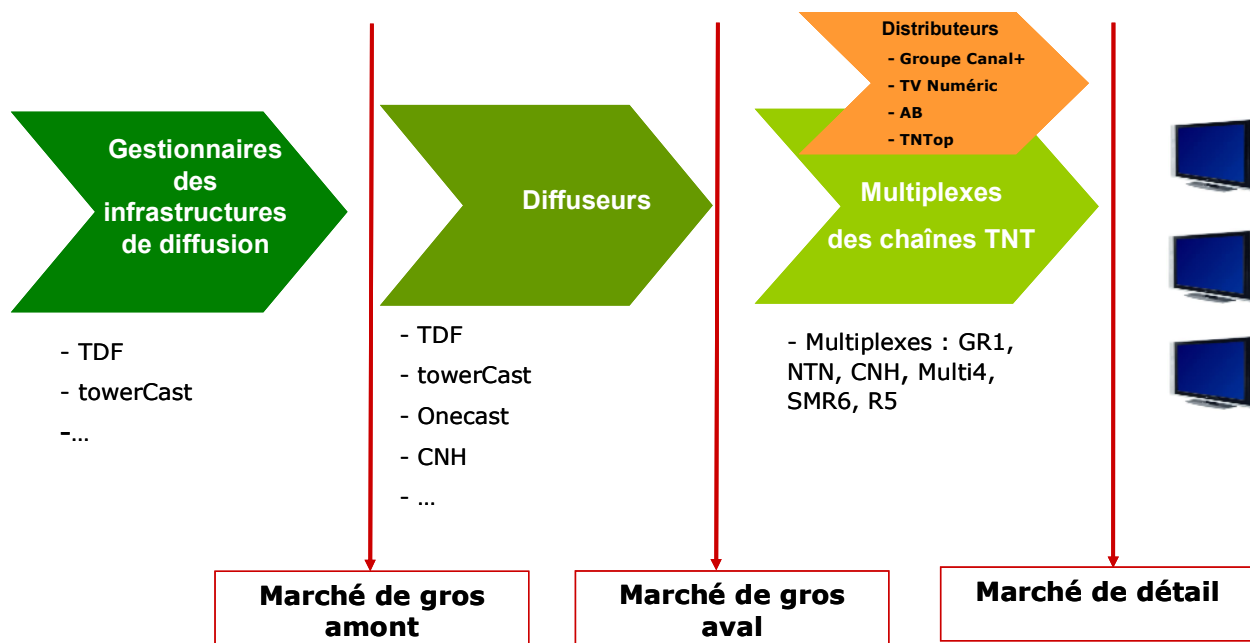 Gestionnaires
des
infrastructures
de diffusion
- TDF
- towerCast
-...
Diffuseurs
- TDF
- towerCast
- Onecast
- CNH
- ...
Distributeurs
- Groupe Canal+
- TV Numéric
- AB
- TNTop
Multiplexes
des chaînes TNT
- Multiplexes : GR1,
NTN, CNH, Multi4,
SMR6, R5
Marché de gros
amont
Marché de gros
aval
Marché de détail